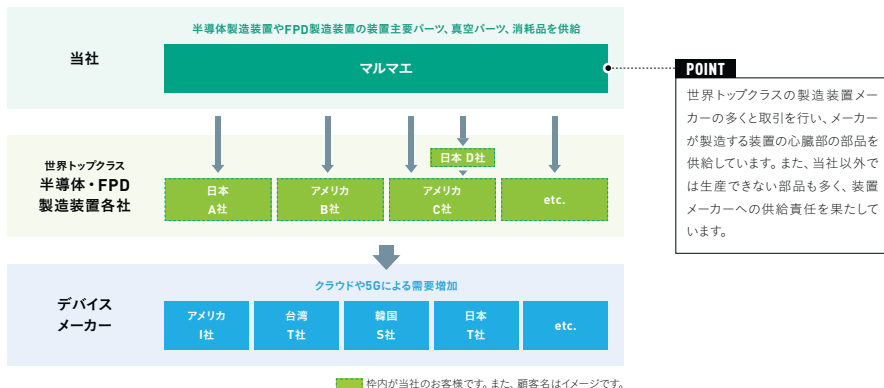 半導体製造装置やFPD製造装置の装置主要パーツ、真空パーツ、消耗品を供給
当社
マルマエ
POINT
世界トップクラスの製造装置メー
カーの多くと取引を行い、メーカー
が製造する装置の心臓部の部品を
供給しています。また、当社以外で
は生産できない部品も多く、装置
メーカーへの供給責任を果たして
います。
世界トップクラス
半導体・FPD
製造装置各社
日本 D社
日本
A社
アメリカ
B社
アメリカ
C社
etc.
クラウドや5Gによる需要増加
デバイス
メーカー
アメリカ
I社
台湾
T社
韓国
S社
日本
T社
etc.
枠内が当社のお客様です。また、顧客名はイメージです。